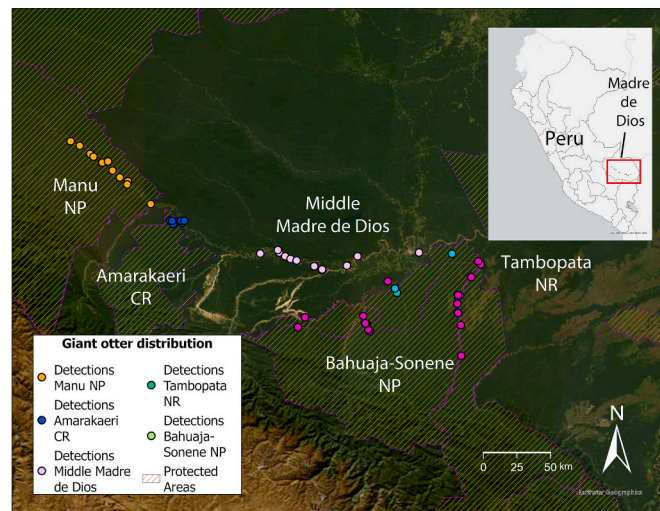 Madre
de
Dios
Peru
Manu
NP
Middle
Madre de Dios
Amarakaeri
CR
Tambopata
NR
Bahuaja-Sonene
NP
Giant otter distribution
Detections
Manu NP
Detections
Amarakaeri
CR
Detections
Middle Madre
de Dios
Detections
Tambopata
NR
Detections
Bahuaja-
Sonene NP
Protected
Areas
N
0 25 50 km
Earthstar Geographics